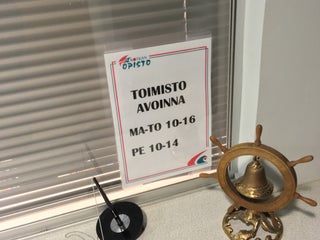 OPISTO
TOIMISTO
AVOINNA
MA-TO 10-16
PE 10-14